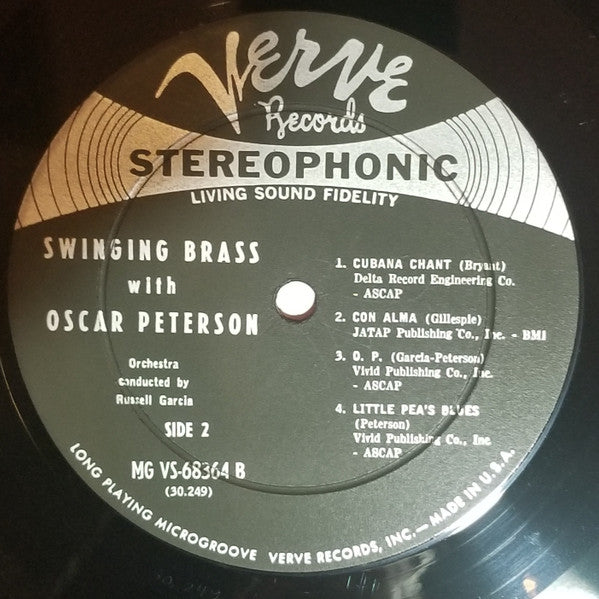 Verve
Records
STEREOPHONIC
LIVING SOUND FIDELITY
SWINGING BRASS
with
OSCAR PETERSON
Orchestra
conducted by
Russell Garcia
SIDE 2
MG VS-68364 B
(30.249)
1. CUBANA CHANT (Bryant)
Delta Record Engineering Co.
- ASCAP
2. CON ALMA (Gillespie)
JATAP Publishing Co., Inc. - BMI
3. O. P. (Garcia-Peterson)
Vivid Publishing Co., Inc.
- ASCAP
4. LITTLE PEA'S BLUES
(Peterson)
Vivid Publishing Co., Inc
- ASCAP
LONG PLAYING MICROGROOVE VERVE RECORDS, INC. — MADE IN U.S.A.